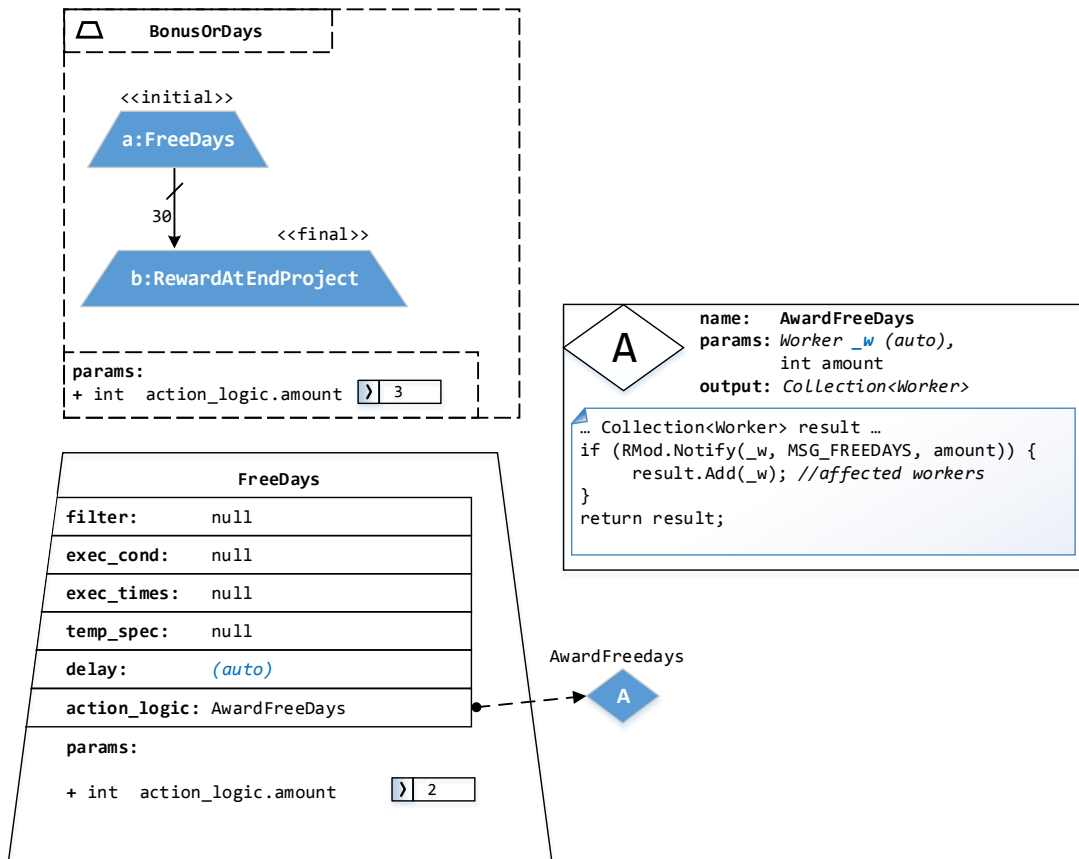 BonusOrDays
<<initial>>
a:FreeDays
30
<<final>>
b:RewardAtEndProject
params:
+ int action_logic.amount 3
name: AwardFreeDays
params: Worker _w (auto),
int amount
output: Collection<Worker>
A
… Collection<Worker> result …
if (RMod.Notify(_w, MSG_FREEDAYS, amount)) {
result.Add(_w); //affected workers
}
return result;
FreeDays
filter: null
exec_cond: null
exec_times: null
temp_spec: null
delay: (auto)
action_logic: AwardFreeDays
params:
+ int action_logic.amount 2
AwardFreedays
A